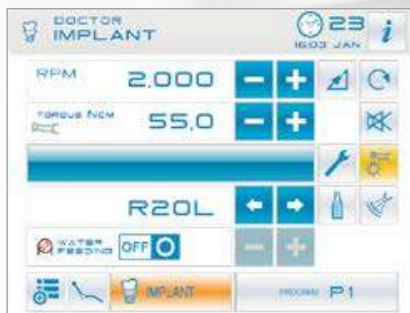 DOCTOR
IMPLANT
23
16:03 JAN
i
RPM 2.000
TORQUE NCM 55,0
R20L
WATER FEEDING OFF
IMPLANT
PROGRAM P1